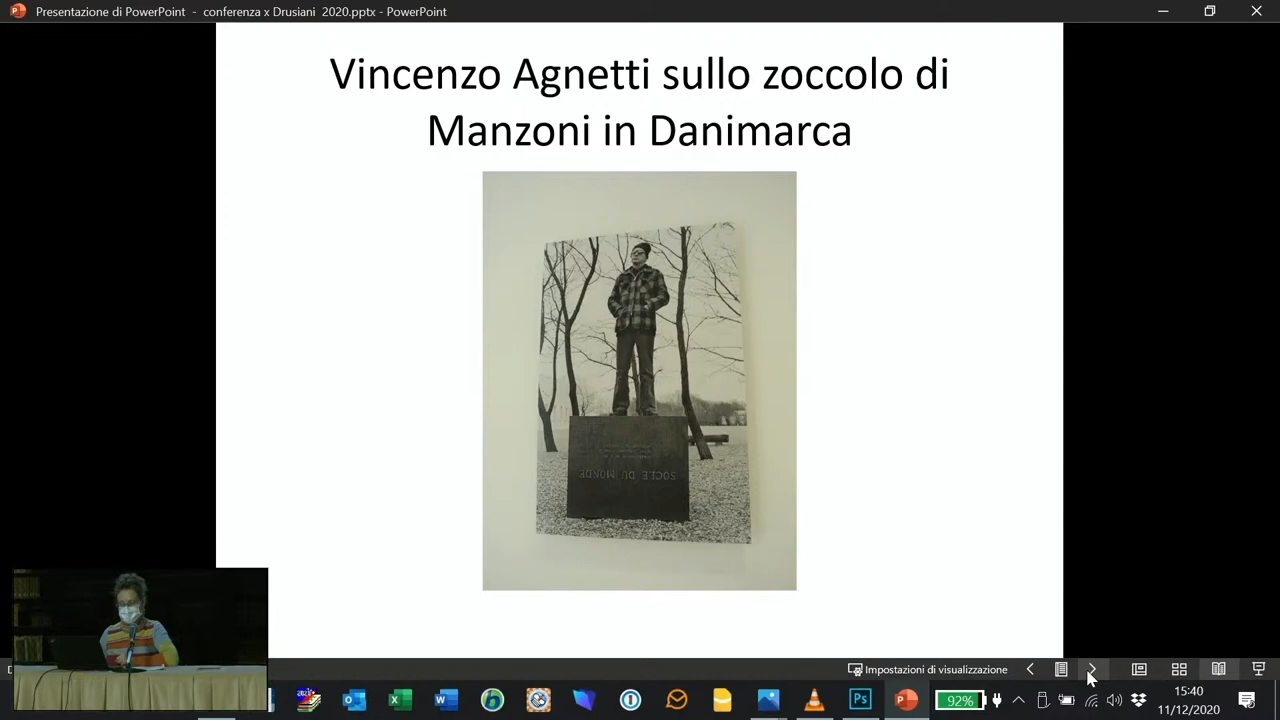 Presentazione di PowerPoint - conferenza x Drusiani 2020.pptx - PowerPoint
Vincenzo Agnetti sullo zoccolo di
Manzoni in Danimarca
SOCLE DU MONDE
Impostazioni di visualizzazione
92%
15:40
11/12/2020